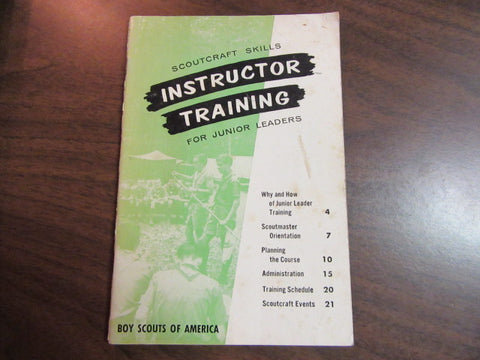 SCOUTCRAFT SKILLS
INSTRUCTOR
TRAINING
FOR JUNIOR LEADERS
Why and How
of Junior Leader
Training 4
Scoutmaster
Orientation 7
Planning
the Course 10
Administration 15
Training Schedule 20
Scoutcraft Events 21
BOY SCOUTS OF AMERICA